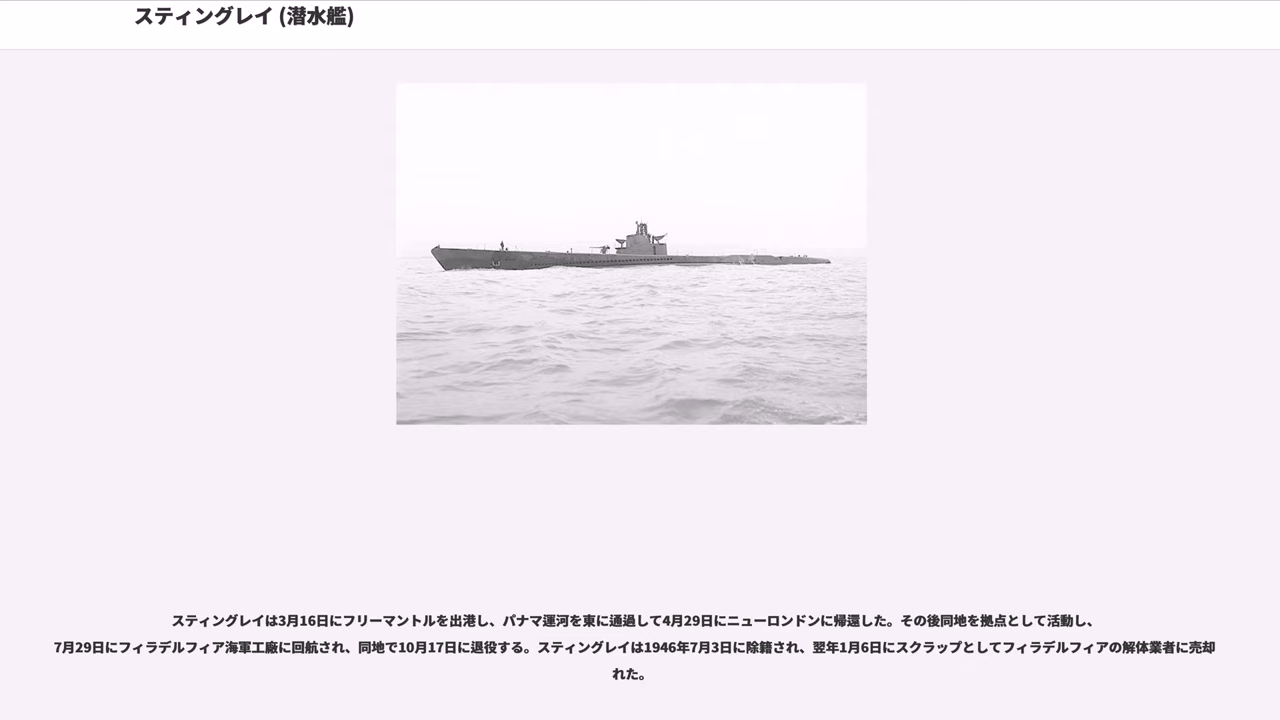 スティングレイ (潜水艦)
スティングレイは3月16日にフリーマントルを出港し、パナマ運河を東に通過して4月29日にニューロンドンに帰還した。その後同地を拠点として活動し、
7月29日にフィラデルフィア海軍工廠に回航され、同地で10月17日に退役する。スティングレイは1946年7月3日に除籍され、翌年1月6日にスクラップとしてフィラデルフィアの解体業者に売却
れた。